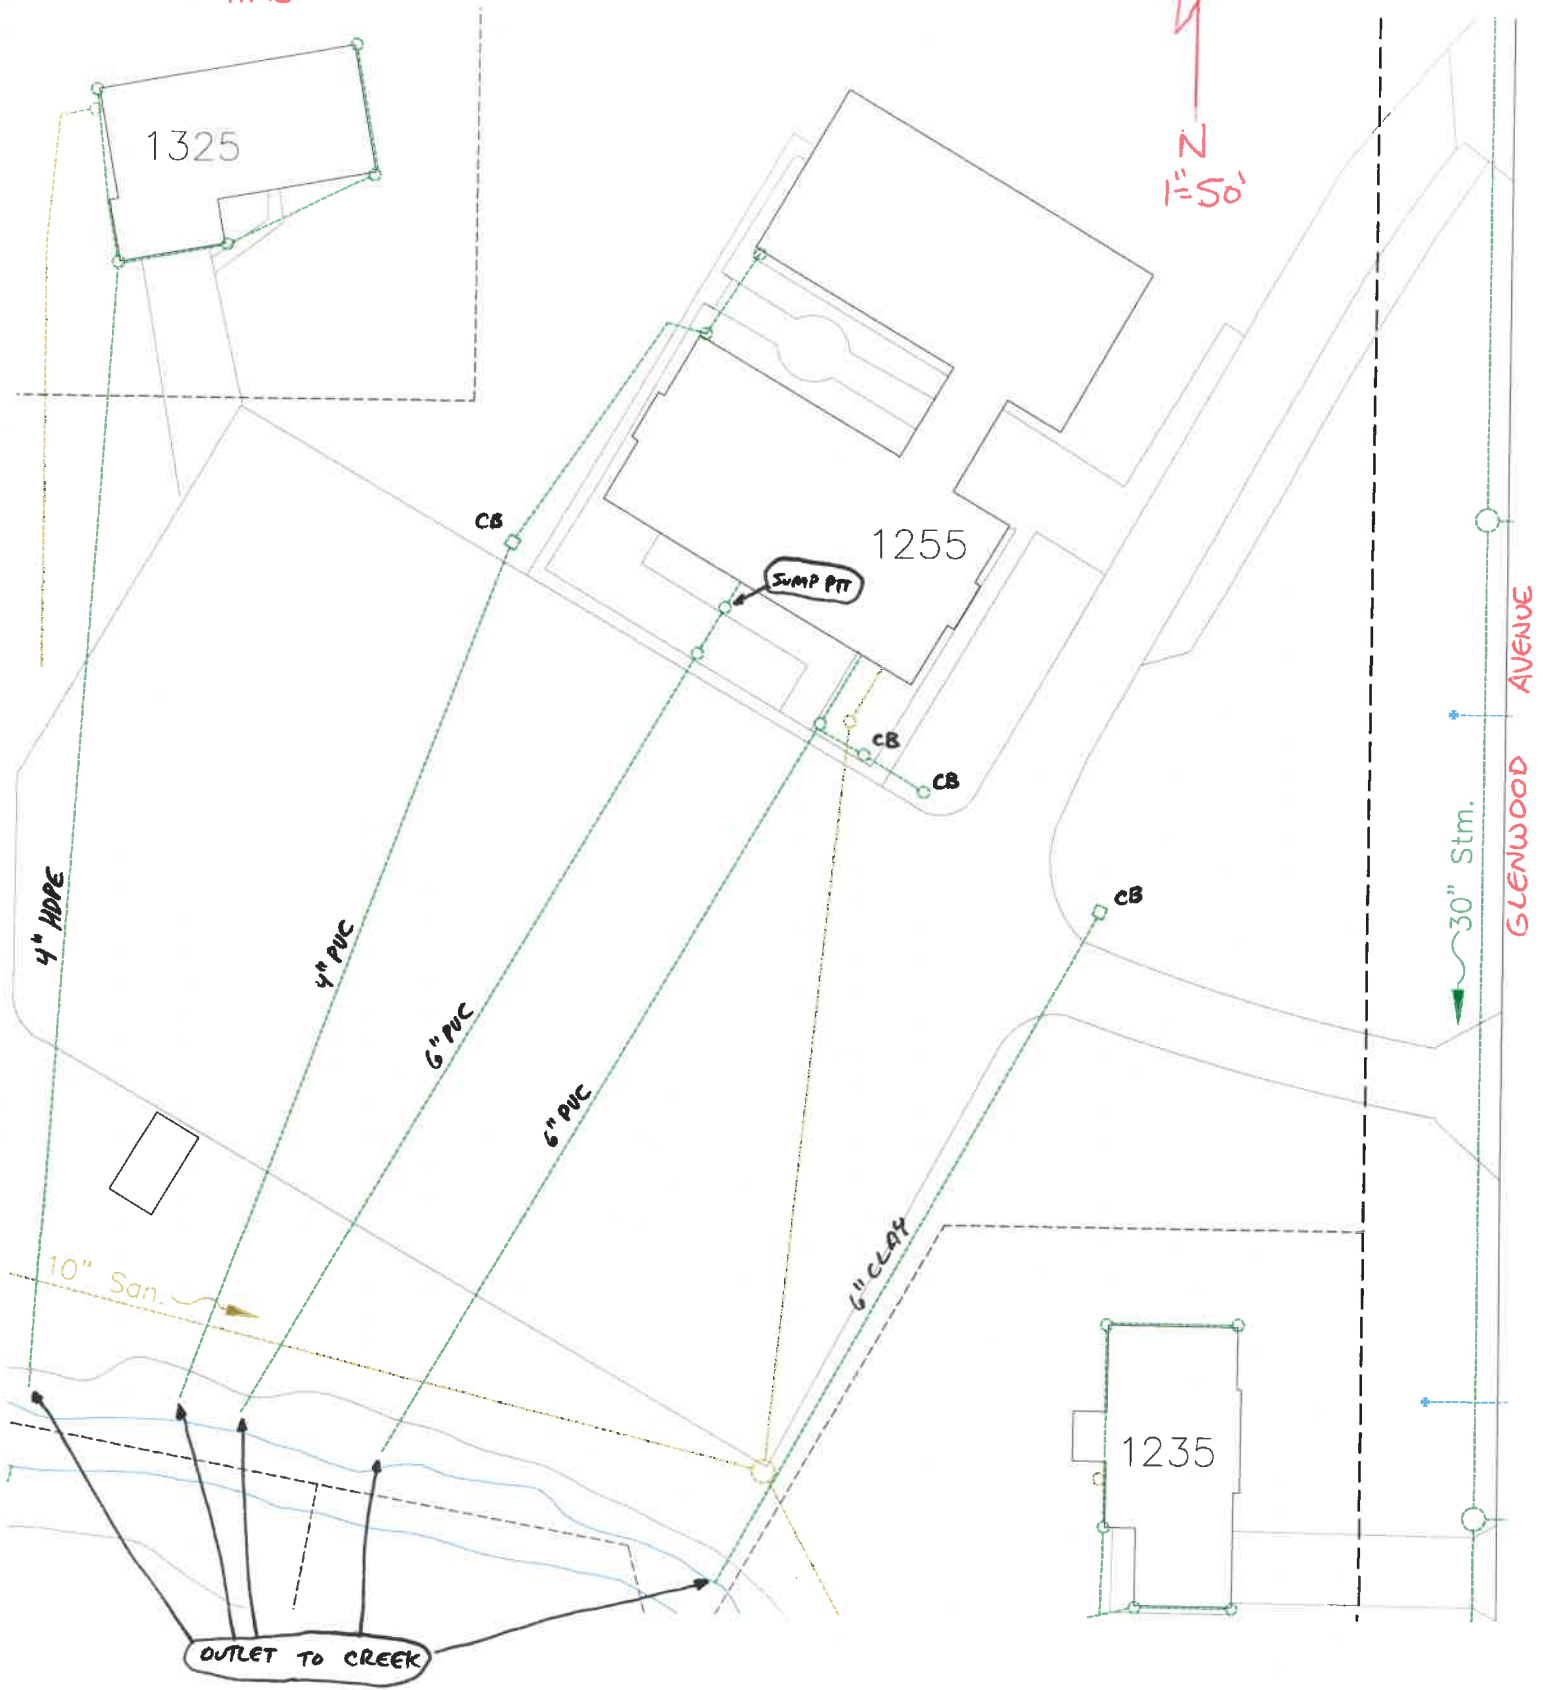 1325
N
1"=50'
CB
1255
SUMP PIT
CB
CB
CB
4" HDPE
4" PVC
6" PVC
6" PVC
6" CLAY
30" Stm.
GLENWOOD AVENUE
10" San.
1235
OUTLET TO CREEK